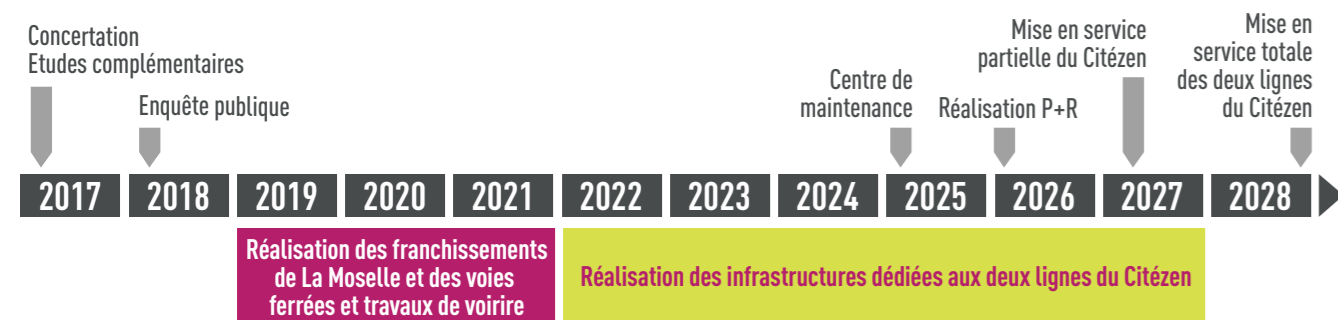 Concertation
Etudes complémentaires
Enquête publique
Centre de
maintenance
Réalisation P+R
Mise en service
partielle du Citézen
Mise en
service totale
des deux lignes
du Citézen
2017 2018 2019 2020 2021 2022 2023 2024 2025 2026 2027 2028
Réalisation des franchissements
de La Moselle et des voies
ferrées et travaux de voirire
Réalisation des infrastructures dédiées aux deux lignes du Citézen